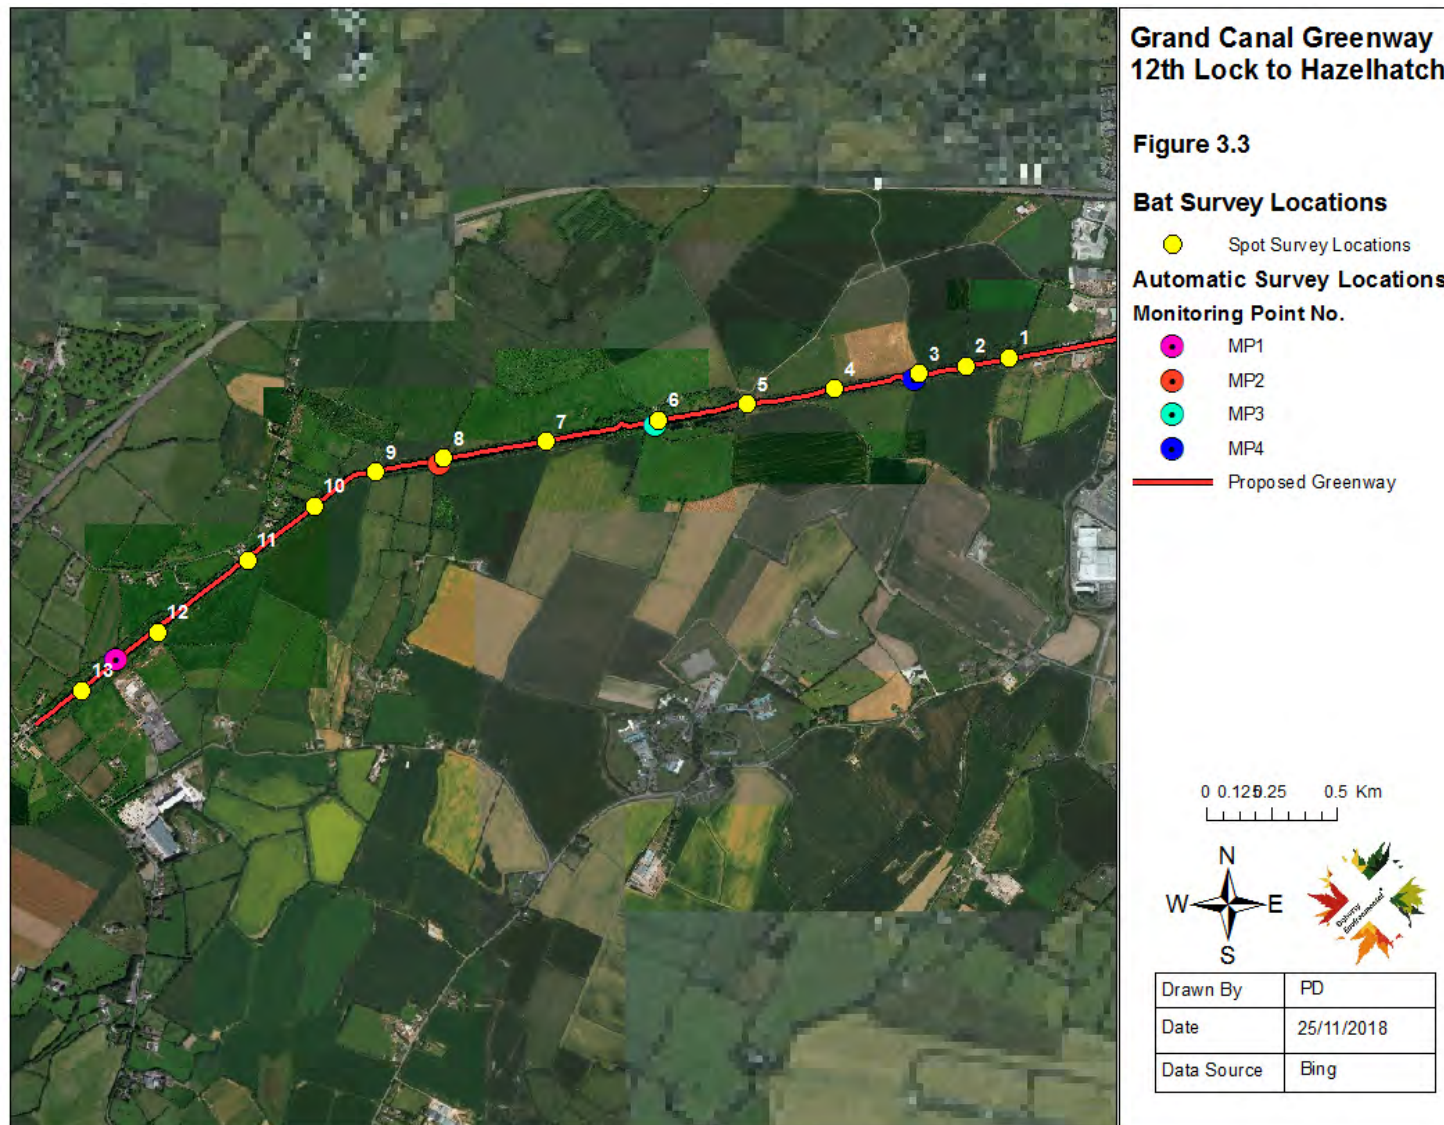 Grand Canal Greenway
12th Lock to Hazelhatch
Figure 3.3
Bat Survey Locations
Spot Survey Locations
Automatic Survey Locations
Monitoring Point No.
MP1
MP2
MP3
MP4
Proposed Greenway
1
2
3
4
5
6
7
8
9
10
11
12
13
0 0.125 0.25 0.5 Km
N
W E
S
Doherty
Environmental
Drawn By PD
Date 25/11/2018
Data Source Bing